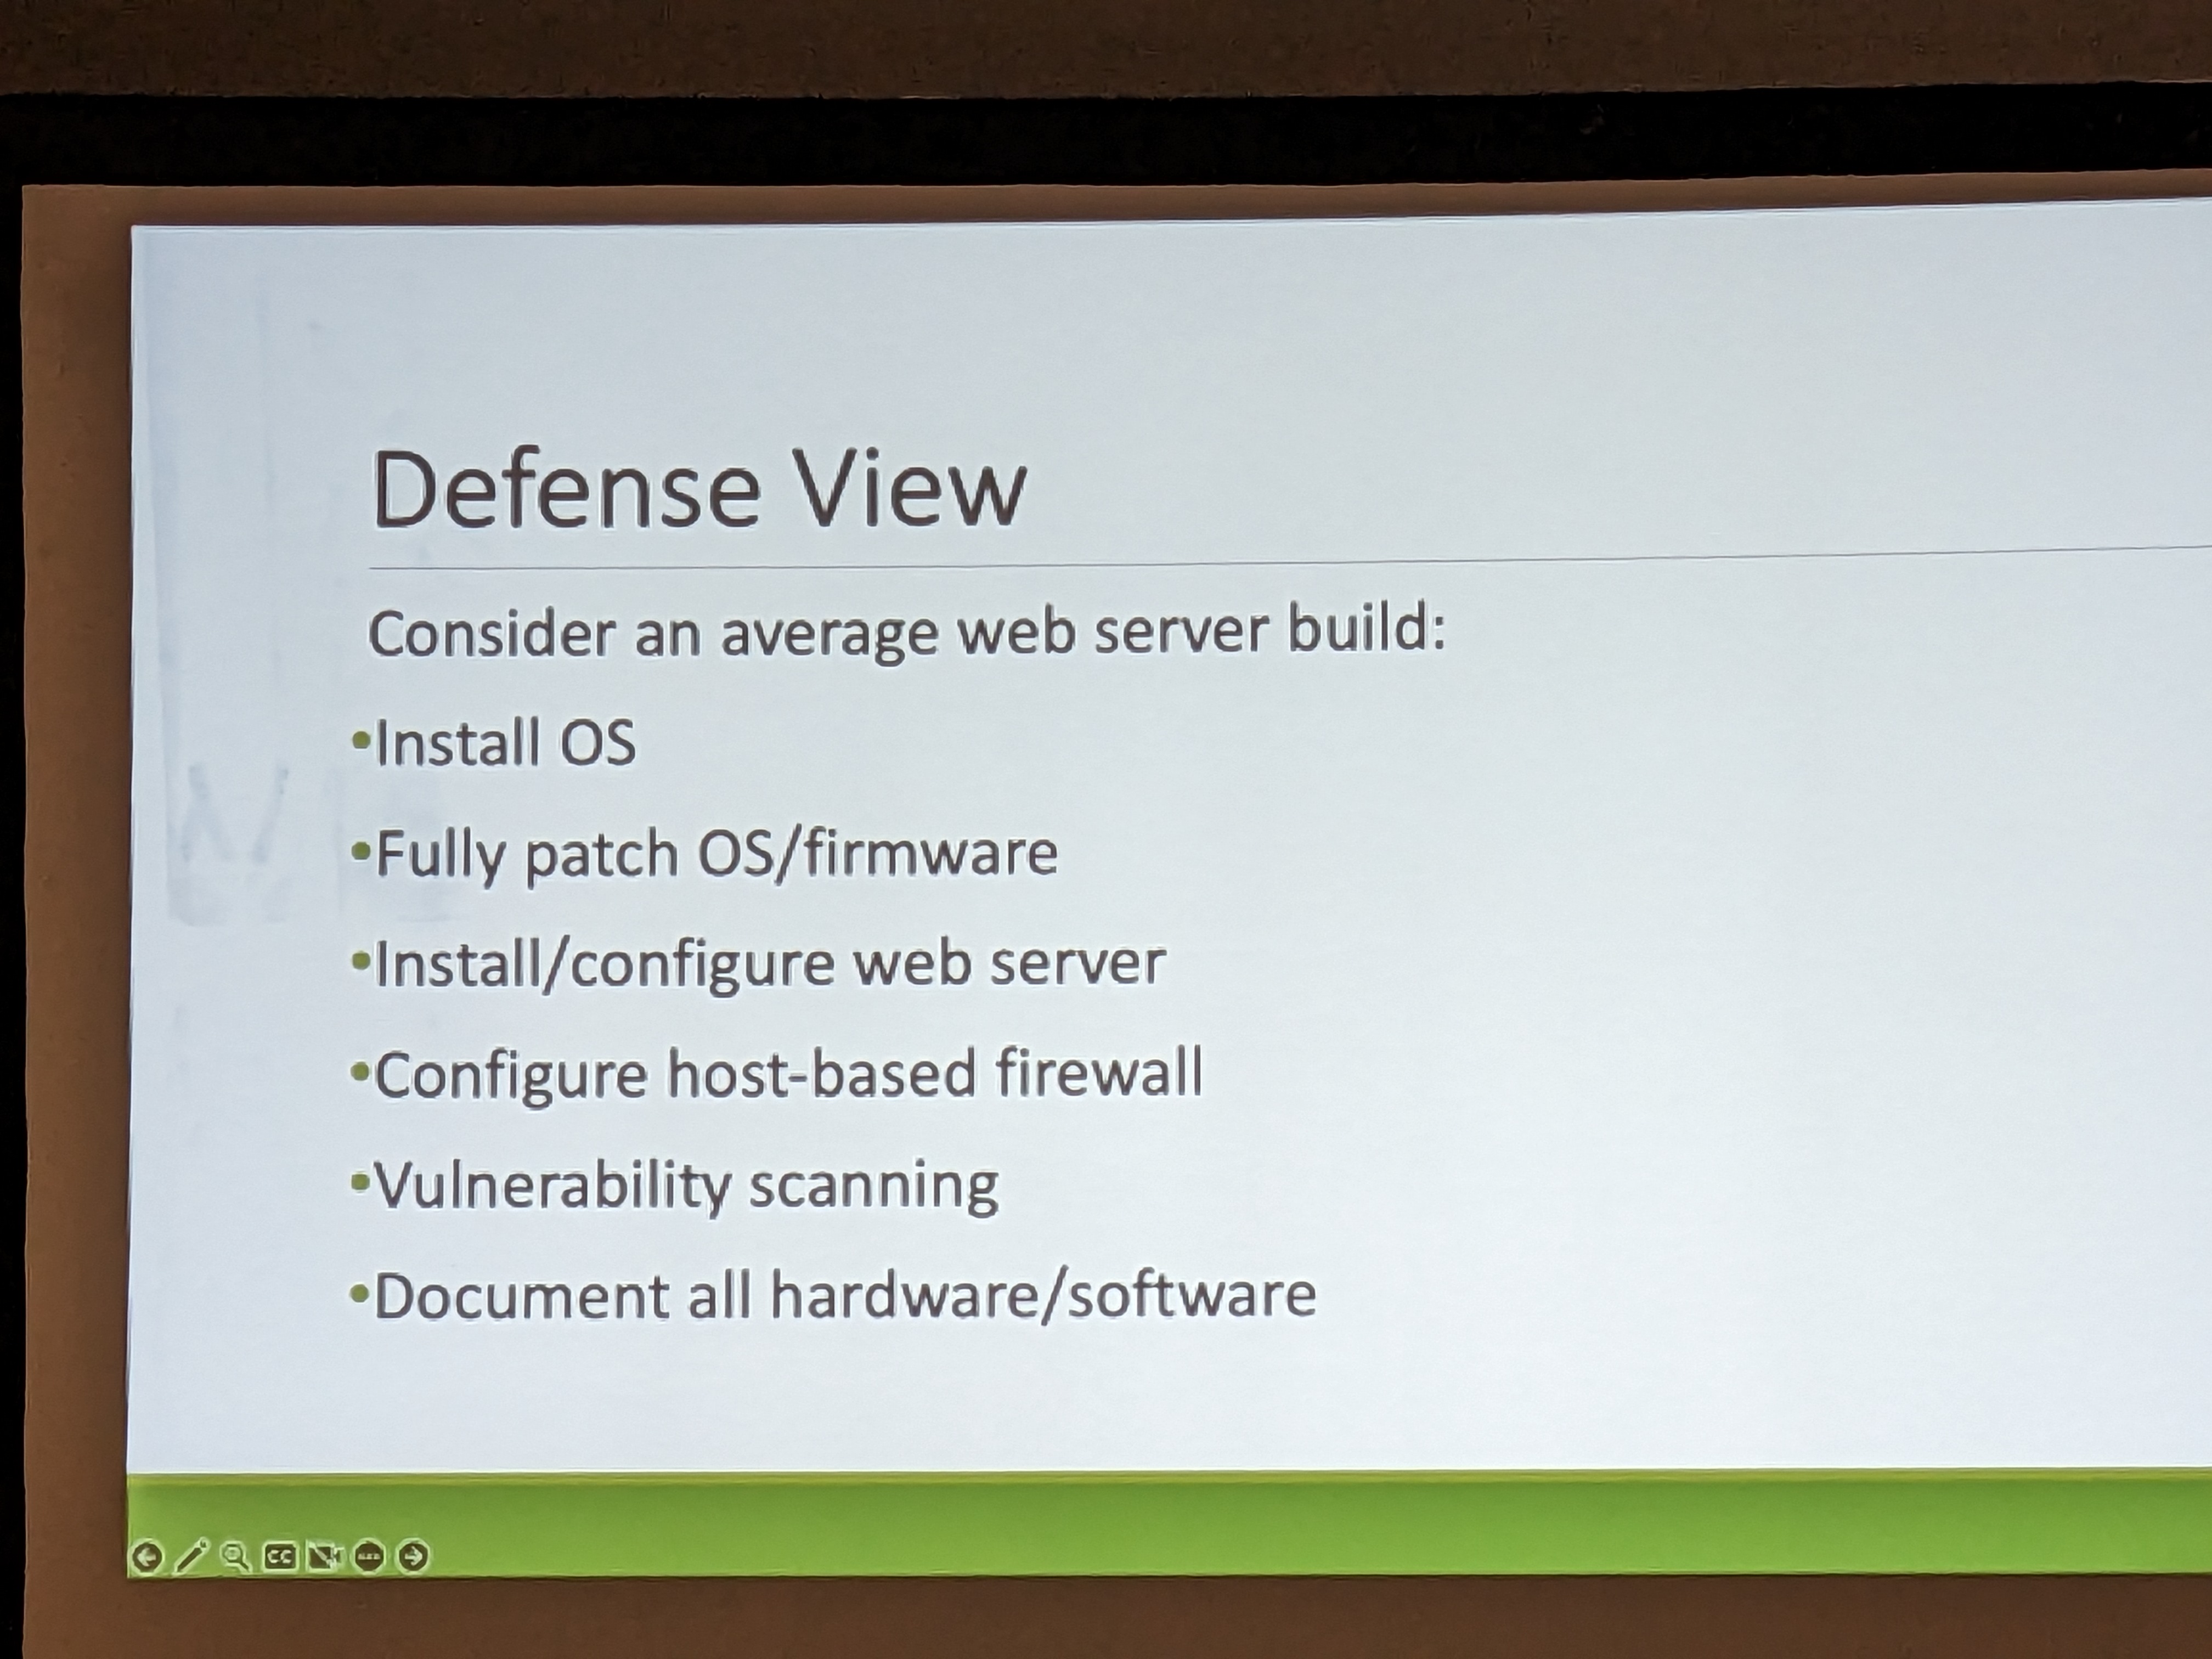 Defense View
Consider an average web server build:
•Install OS
•Fully patch OS/firmware
•Install/configure web server
•Configure host-based firewall
•Vulnerability scanning
•Document all hardware/software
CC